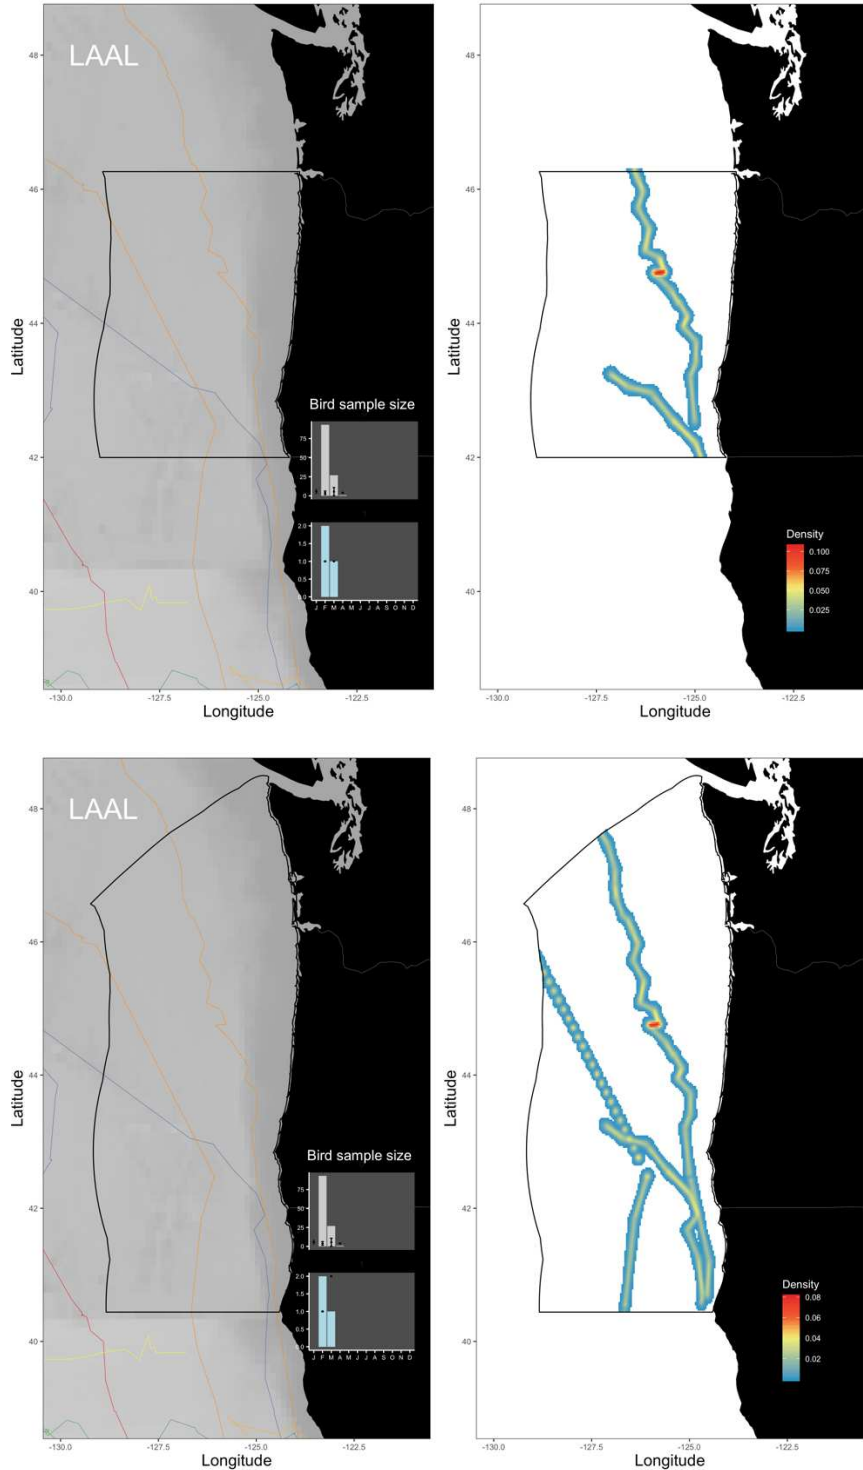 LAAL
48
46
44
42
40
Latitude
Bird sample size
75
50
25
0
2.0
1.5
1.0
0.5
0.0
J F M A M J J A S O N D
-130.0 -127.5 -125.0 -122.5
Longitude
48
46
44
42
40
Latitude
Density
0.100
0.075
0.050
0.025
-130.0 -127.5 -125.0 -122.5
Longitude
LAAL
48
46
44
42
40
Latitude
Bird sample size
75
50
25
0
2.0
1.5
1.0
0.5
0.0
J F M A M J J A S O N D
-130.0 -127.5 -125.0 -122.5
Longitude
48
46
44
42
40
Latitude
Density
0.08
0.06
0.04
0.02
-130.0 -127.5 -125.0 -122.5
Longitude